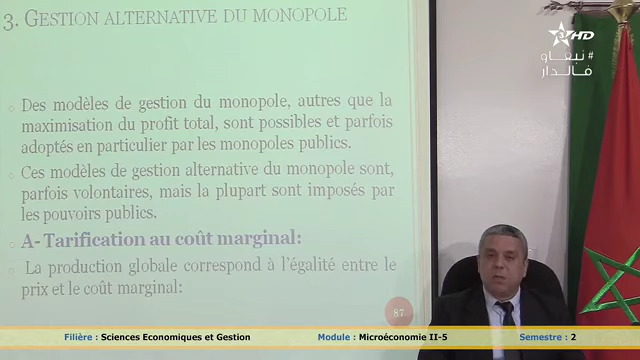 3. GESTION ALTERNATIVE DU MONOPOLE
Des modèles de gestion du monopole, autres que la
maximisation du profit total, sont possibles et parfois
adoptés en particulier par les monopoles publics.
Ces modèles de gestion alternative du monopole sont,
parfois volontaires, mais la plupart sont imposés par
les pouvoirs publics.
A- Tarification au coût marginal:
La production globale correspond à l'égalité entre le
prix et le coût marginal:
87
3 HD
#نبقاو
فالدار
Filière : Sciences Economiques et Gestion
Module : Microéconomie II-5
Semestre : 2